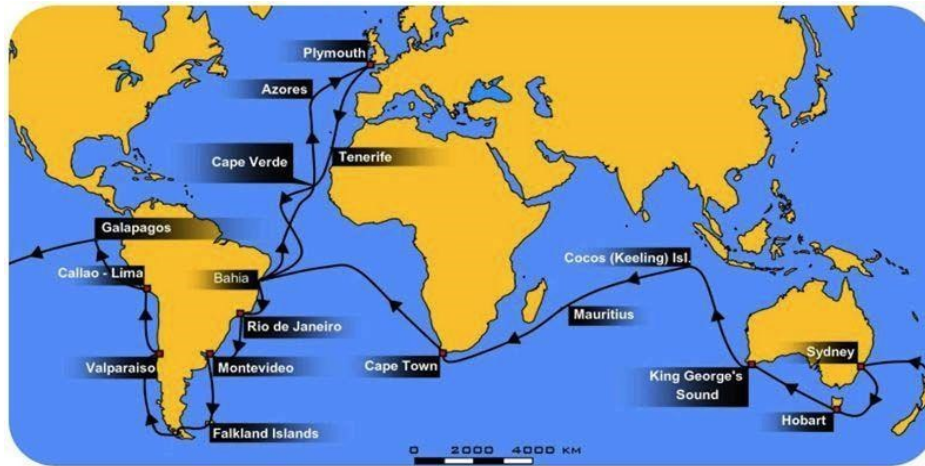 Plymouth
Azores
Cape Verde
Tenerife
Galapagos
Callao - Lima
Bahia
Cocos (Keeling) Isl.
Rio de Janeiro
Mauritius
Valparaiso
Montevideo
Cape Town
Sydney
King George's
Sound
Hobart
Falkland Islands
0 2000 4000 KM